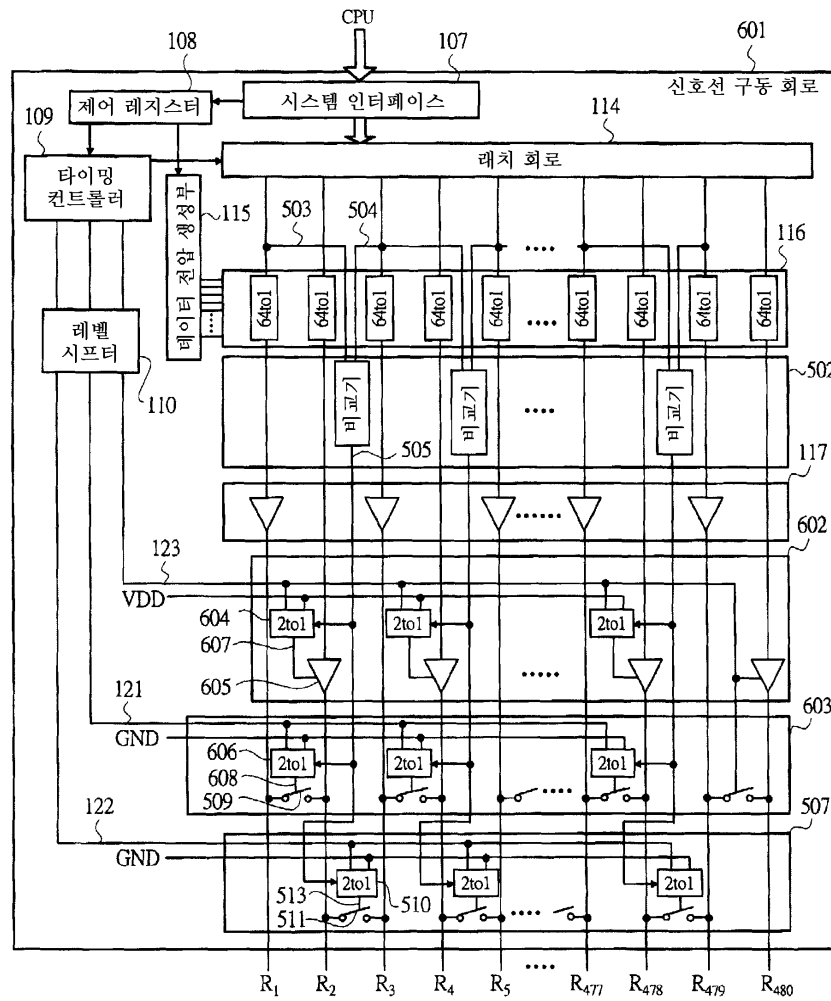 CPU
601
108
107
신호선 구동 회로
제어 레지스터
시스템 인터페이스
114
109
래치 회로
타이밍
컨트롤러
데이터 전압 생성부
115
503
504
116
64to1
64to1
64to1
64to1
64to1
64to1
64to1
64to1
64to1
레벨
시프터
110
502
비교기
비교기
비교기
505
117
602
123
VDD
604
2to1
2to1
2to1
607
605
121
603
GND
606
2to1
2to1
2to1
608
509
122
507
GND
2to1
2to1
2to1
513
510
511
R1
R2
R3
R4
R5
R477
R478
R479
R480